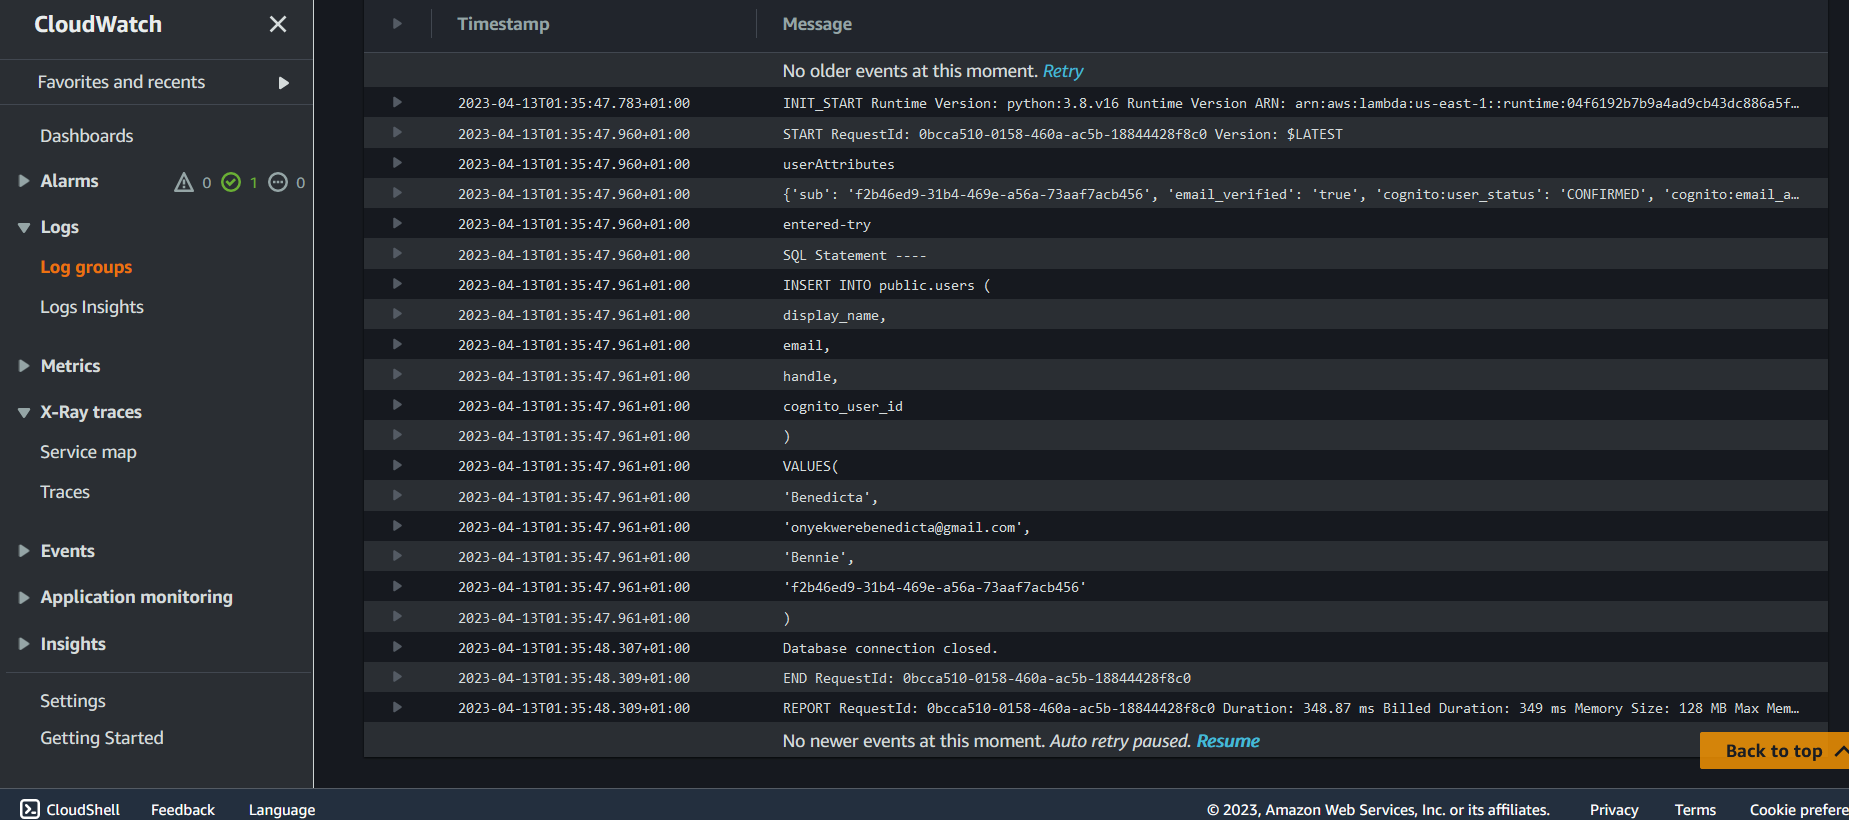 CloudWatch
Favorites and recents
Dashboards
Alarms 0 1 0
Logs
Log groups
Logs Insights
Metrics
X-Ray traces
Service map
Traces
Events
Application monitoring
Insights
Settings
Getting Started
Timestamp Message
No older events at this moment. Retry
2023-04-13T01:35:47.783+01:00 INIT_START Runtime Version: python:3.8.v16 Runtime Version ARN: arn:aws:lambda:us-east-1::runtime:04f6192b7b9a4ad9cb43dc886a5f…
2023-04-13T01:35:47.960+01:00 START RequestId: 0bcca510-0158-460a-ac5b-18844428f8c0 Version: $LATEST
2023-04-13T01:35:47.960+01:00 userAttributes
2023-04-13T01:35:47.960+01:00 {'sub': 'f2b46ed9-31b4-469e-a56a-73aaf7acb456', 'email_verified': 'true', 'cognito:user_status': 'CONFIRMED', 'cognito:email_a…
2023-04-13T01:35:47.960+01:00 entered-try
2023-04-13T01:35:47.960+01:00 SQL Statement ----
2023-04-13T01:35:47.961+01:00 INSERT INTO public.users (
2023-04-13T01:35:47.961+01:00 display_name,
2023-04-13T01:35:47.961+01:00 email,
2023-04-13T01:35:47.961+01:00 handle,
2023-04-13T01:35:47.961+01:00 cognito_user_id
2023-04-13T01:35:47.961+01:00 )
2023-04-13T01:35:47.961+01:00 VALUES(
2023-04-13T01:35:47.961+01:00 'Benedicta',
2023-04-13T01:35:47.961+01:00 'onyekwerebenedicta@gmail.com',
2023-04-13T01:35:47.961+01:00 'Bennie',
2023-04-13T01:35:47.961+01:00 'f2b46ed9-31b4-469e-a56a-73aaf7acb456'
2023-04-13T01:35:47.961+01:00 )
2023-04-13T01:35:48.307+01:00 Database connection closed.
2023-04-13T01:35:48.309+01:00 END RequestId: 0bcca510-0158-460a-ac5b-18844428f8c0
2023-04-13T01:35:48.309+01:00 REPORT RequestId: 0bcca510-0158-460a-ac5b-18844428f8c0 Duration: 348.87 ms Billed Duration: 349 ms Memory Size: 128 MB Max Mem…
No newer events at this moment. Auto retry paused. Resume
Back to top
CloudShell Feedback Language © 2023, Amazon Web Services, Inc. or its affiliates. Privacy Terms Cookie prefere